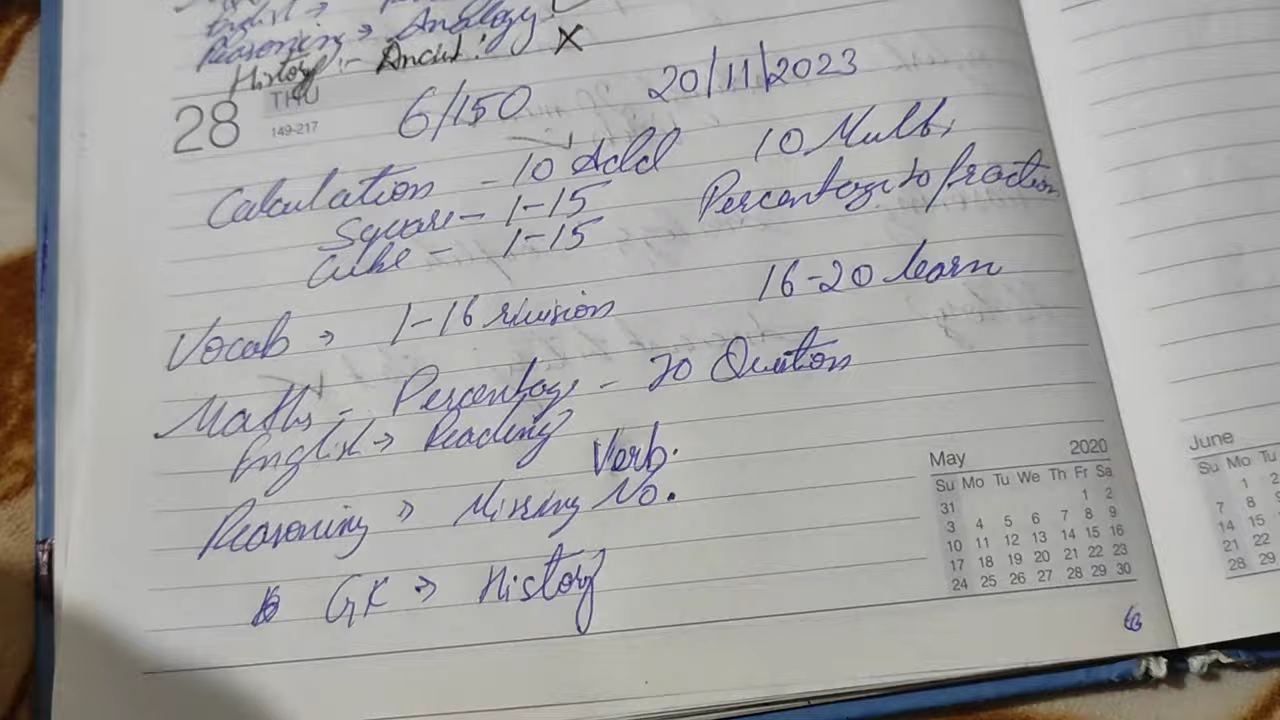 English →
Reasoning → Analogy
History :- Ancient : X
28 THU 6/150 20/11/2023
149-217
Calculation - 10 Add 10 Multi.
Square - 1-15 Percentage to fraction
Cube - 1-15
Vocab → 1-16 revision 16-20 learn
Maths - Percentage - 20 Question
English → Reading
Verb.
Reasoning → Missing No.
GK → History
May 2020
Su Mo Tu We Th Fr Sa
31 1 2
3 4 5 6 7 8 9
10 11 12 13 14 15 16
17 18 19 20 21 22 23
24 25 26 27 28 29 30
June
Su Mo Tu
1 2
7 8
14 15
21 22
28 29